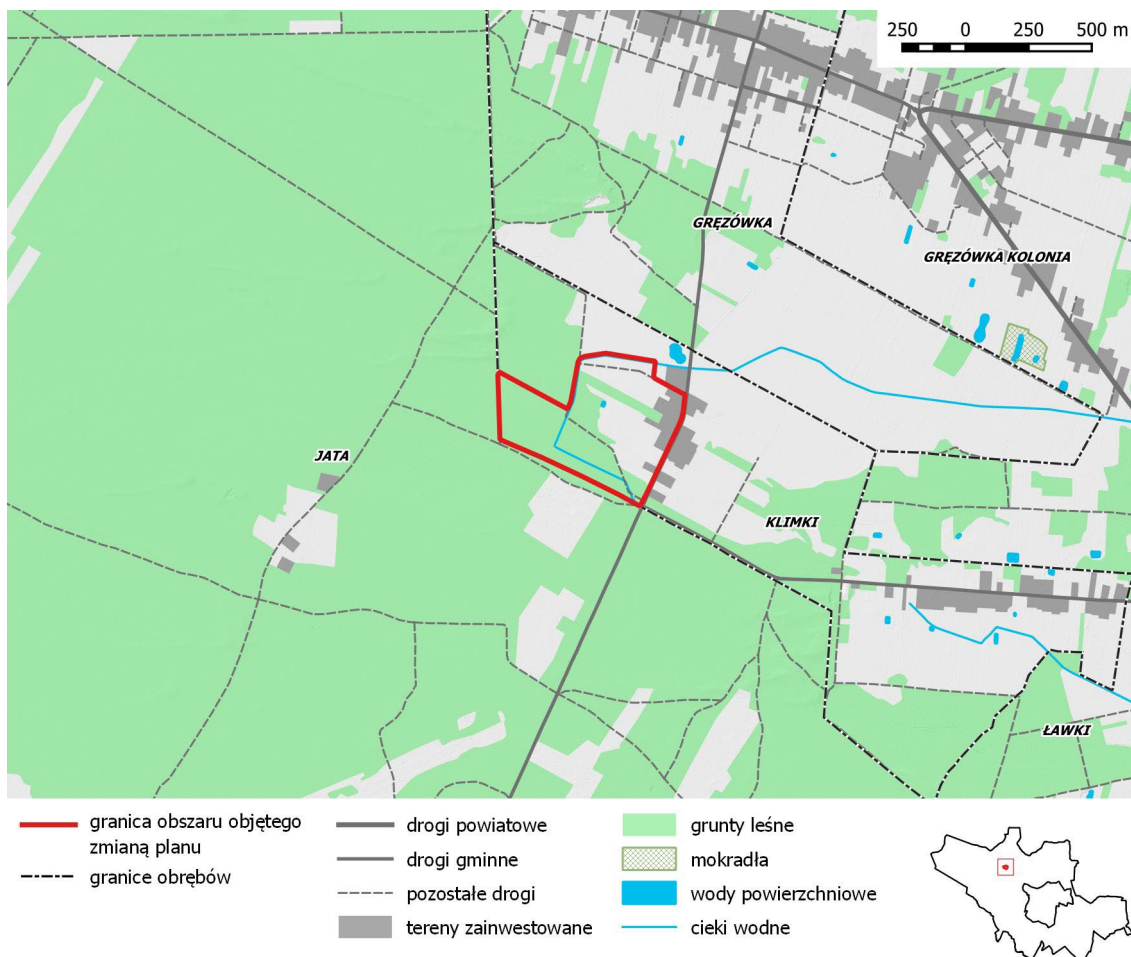 250 0 250 500 m
GRĘZÓWKA
GRĘZÓWKA KOLONIA
JATA
KLIMKI
ŁAWKI
granica obszaru objętego
zmianą planu
granice obrębów
drogi powiatowe
drogi gminne
pozostałe drogi
tereny zainwestowane
grunty leśne
mokradła
wody powierzchniowe
cieki wodne